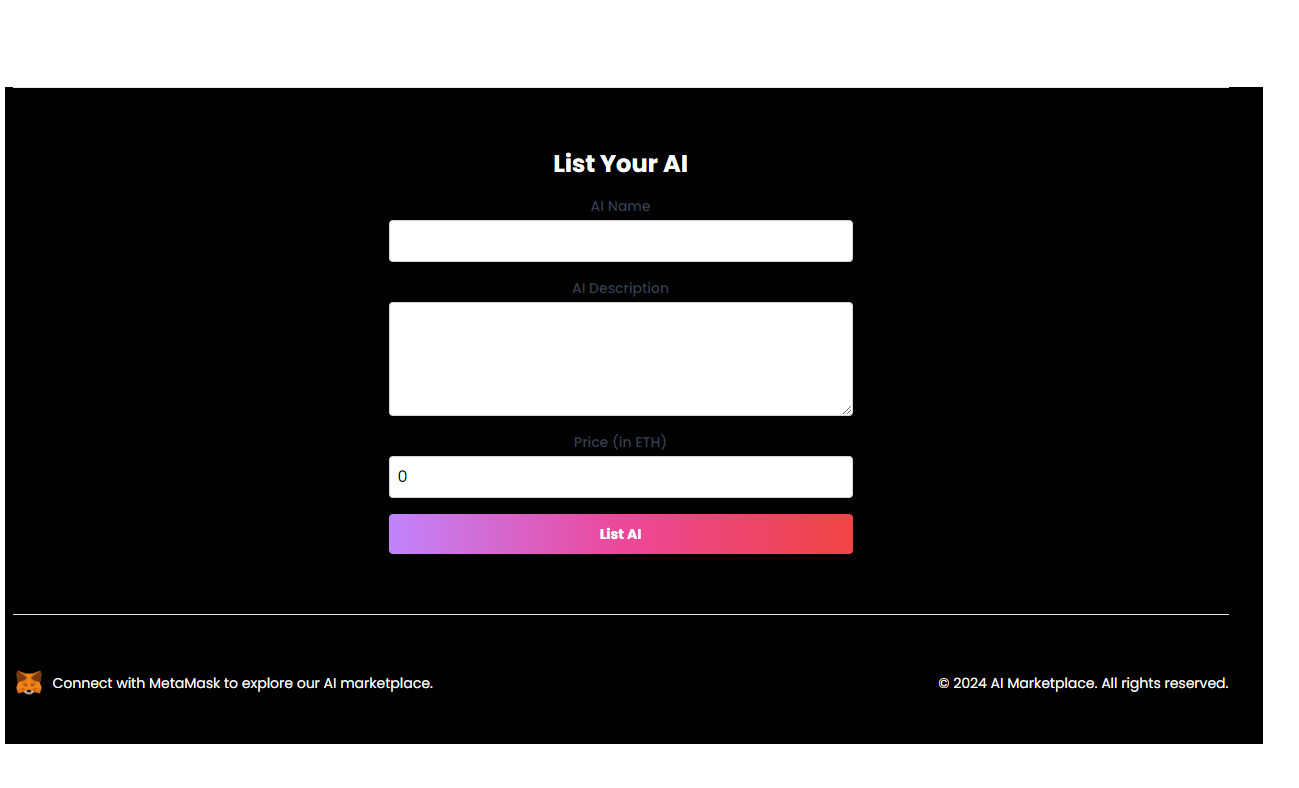 List Your AI
AI Name
AI Description
Price (in ETH)
0
List AI
Connect with MetaMask to explore our AI marketplace.
© 2024 AI Marketplace. All rights reserved.